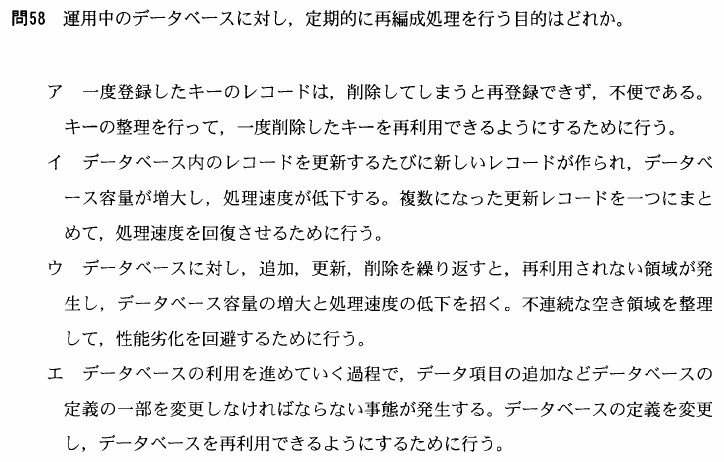 問58 運用中のデータベースに対し，定期的に再編成処理を行う目的はどれか。
ア 一度登録したキーのレコードは，削除してしまうと再登録できず，不便である。
キーの整理を行って，一度削除したキーを再利用できるようにするために行う。
イ データベース内のレコードを更新するたびに新しいレコードが作られ，データベ
ース容量が増大し，処理速度が低下する。複数になった更新レコードを一つにまと
めて，処理速度を回復させるために行う。
ウ データベースに対し，追加，更新，削除を繰り返すと，再利用されない領域が発
生し，データベース容量の増大と処理速度の低下を招く。不連続な空き領域を整理
して，性能劣化を回避するために行う。
エ データベースの利用を進めていく過程で，データ項目の追加などデータベースの
定義の一部を変更しなければならない事態が発生する。データベースの定義を変更
し，データベースを再利用できるようにするために行う。